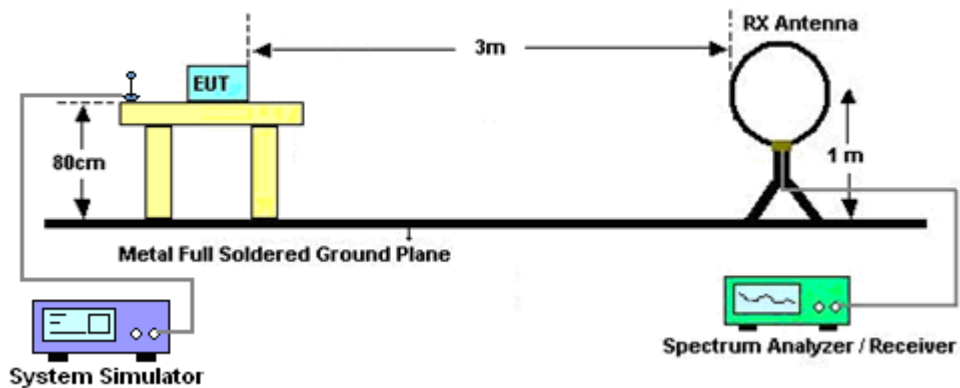 RX Antenna
3m
EUT
80cm
1 m
Metal Full Soldered Ground Plane
System Simulator
Spectrum Analyzer / Receiver